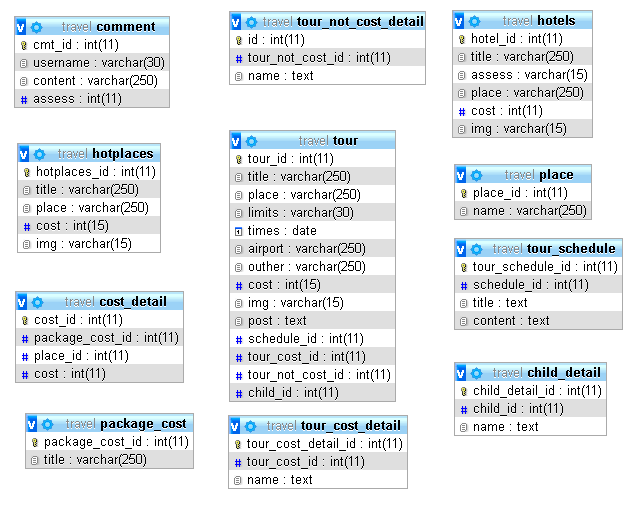 travel comment
cmt_id : int(11)
username : varchar(30)
content : varchar(250)
assess : int(11)
travel tour_not_cost_detail
id : int(11)
tour_not_cost_id : int(11)
name : text
travel hotels
hotel_id : int(11)
title : varchar(250)
assess : varchar(15)
place : varchar(250)
cost : int(11)
img : varchar(15)
travel hotplaces
hotplaces_id : int(11)
title : varchar(250)
place : varchar(250)
cost : int(15)
img : varchar(15)
travel tour
tour_id : int(11)
title : varchar(250)
place : varchar(250)
limits : varchar(30)
times : date
airport : varchar(250)
outher : varchar(250)
cost : int(15)
img : varchar(15)
post : text
schedule_id : int(11)
tour_cost_id : int(11)
tour_not_cost_id : int(11)
child_id : int(11)
travel place
place_id : int(11)
name : varchar(250)
travel tour_schedule
tour_schedule_id : int(11)
schedule_id : int(11)
title : text
content : text
travel cost_detail
cost_id : int(11)
package_cost_id : int(11)
place_id : int(11)
cost : int(11)
travel child_detail
child_detail_id : int(11)
child_id : int(11)
name : text
travel package_cost
package_cost_id : int(11)
title : varchar(250)
travel tour_cost_detail
tour_cost_detail_id : int(11)
tour_cost_id : int(11)
name : text